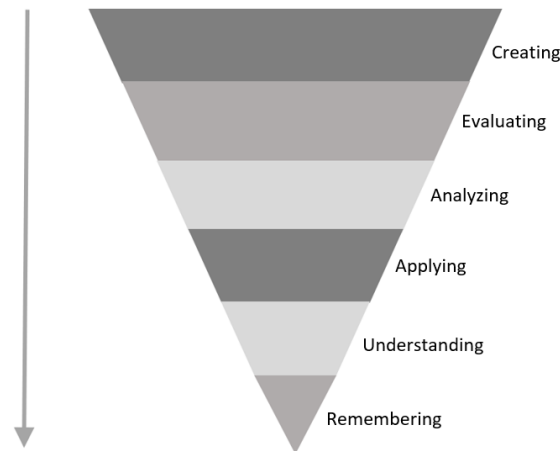 Creating
Evaluating
Analyzing
Applying
Understanding
Remembering